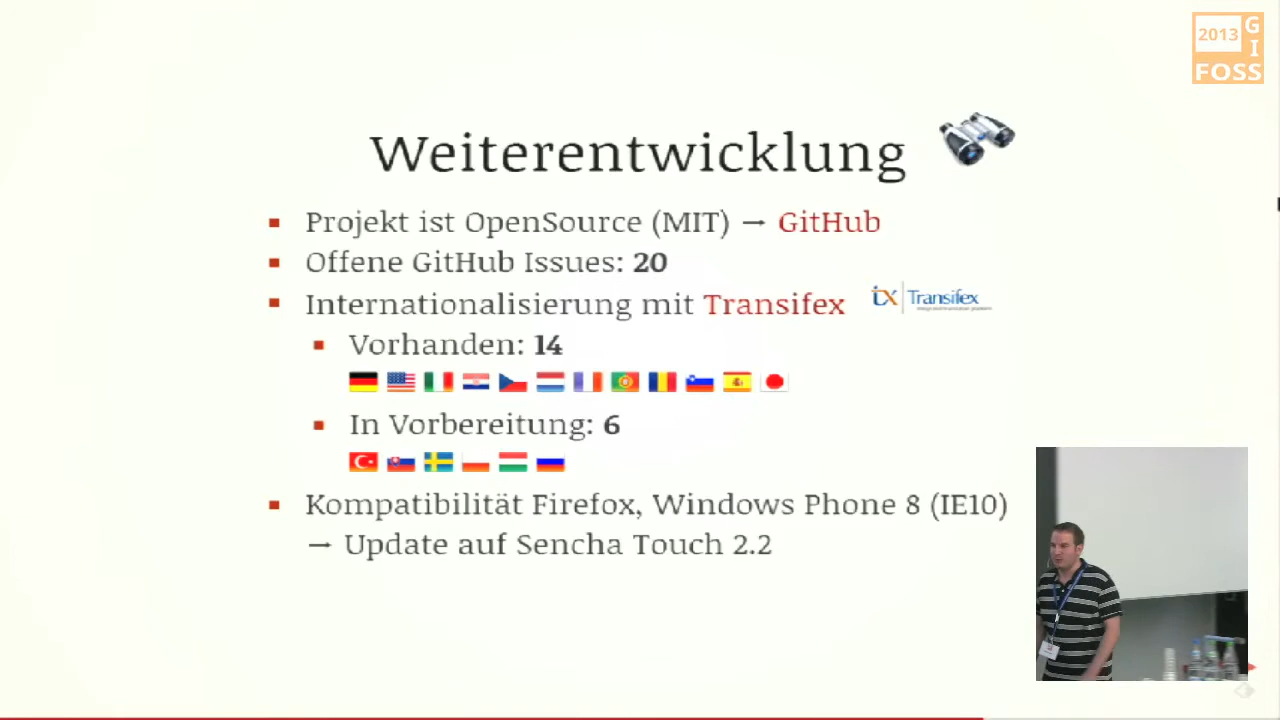 2013
G
I
FOSS
Weiterentwicklung
Projekt ist OpenSource (MIT) → GitHub
Offene GitHub Issues: 20
Internationalisierung mit Transifex
tx Transifex
Vorhanden: 14
In Vorbereitung: 6
Kompatibilität Firefox, Windows Phone 8 (IE10)
→ Update auf Sencha Touch 2.2